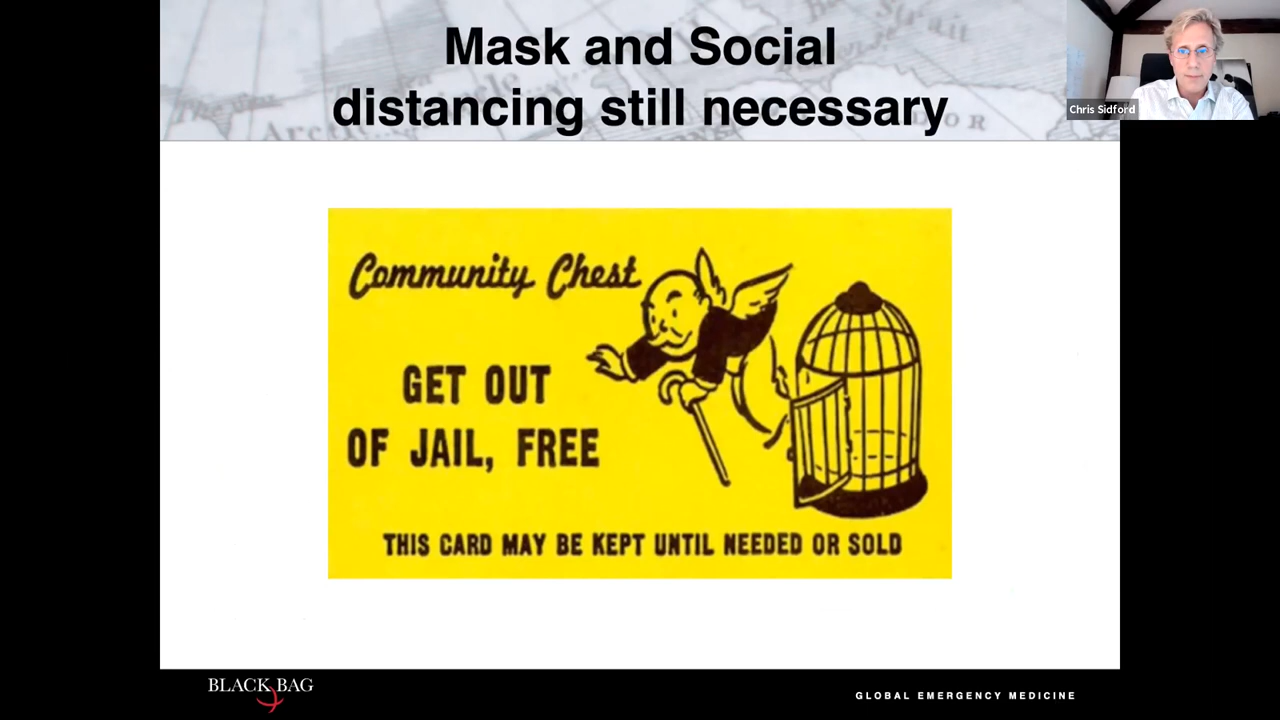 Mask and Social
distancing still necessary
Chris Sidford
Community Chest
GET OUT
OF JAIL, FREE
THIS CARD MAY BE KEPT UNTIL NEEDED OR SOLD
BLACK BAG
GLOBAL EMERGENCY MEDICINE